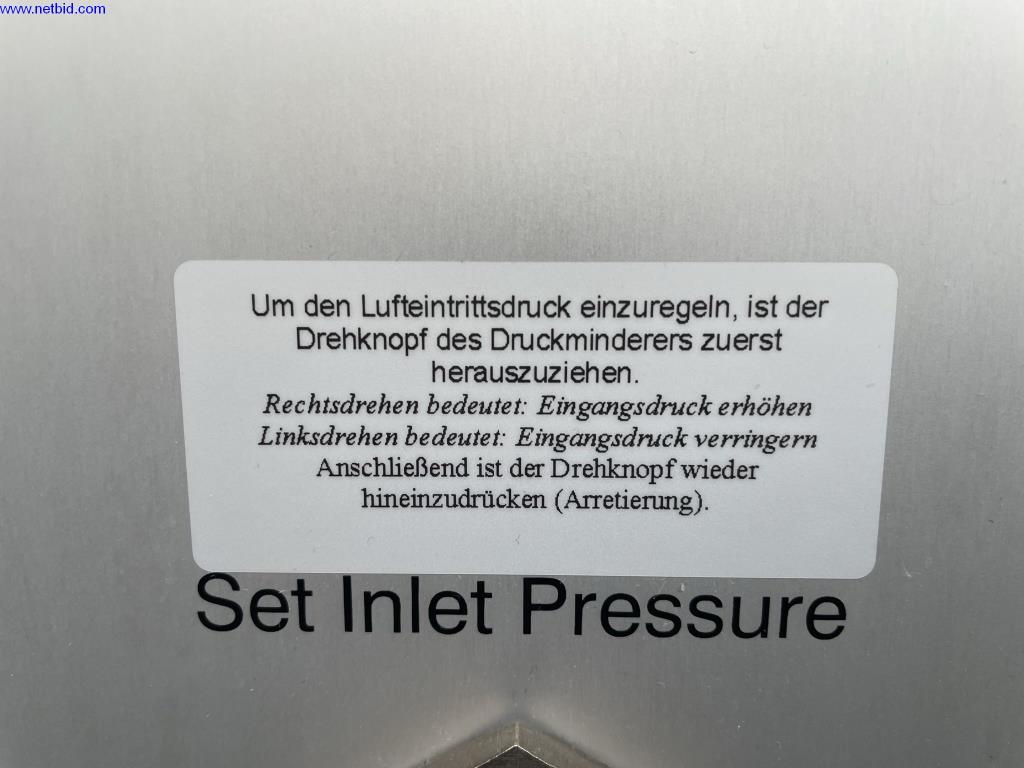 www.netbid.com
Um den Lufteintrittsdruck einzuregeln, ist der
Drehknopf des Druckminderers zuerst
herauszuziehen.
Rechtsdrehen bedeutet: Eingangsdruck erhöhen
Linksdrehen bedeutet: Eingangsdruck verringern
Anschließend ist der Drehknopf wieder
hineinzudrücken (Arretierung).
Set Inlet Pressure